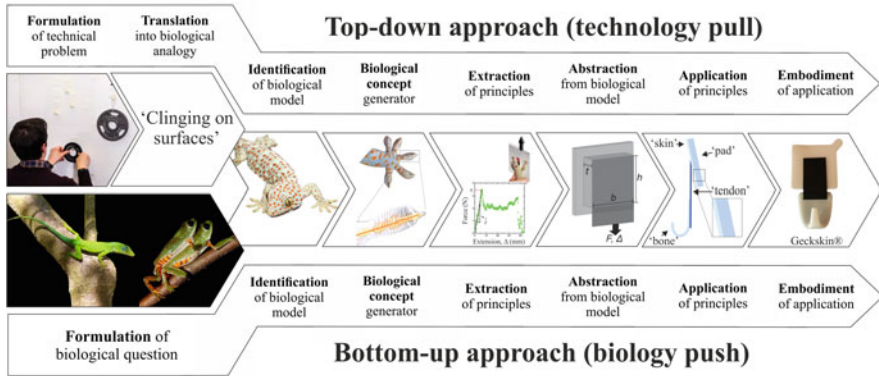 Top-down approach (technology pull)
Formulation
of technical
problem
Translation
into biological
analogy
Identification
of biological
model
Biological
concept
generator
Extraction
of principles
Abstraction
from biological
model
Application
of principles
Embodiment
of application
'Clinging on
surfaces'
Force (N)
Extension, Δ (mm)
t
h
b
F, Δ
'skin'
'pad'
'tendon'
'bone'
Geckskin®
Identification
of biological
model
Biological
concept
generator
Extraction
of principles
Abstraction
from biological
model
Application
of principles
Embodiment
of application
Formulation of
biological question
Bottom-up approach (biology push)